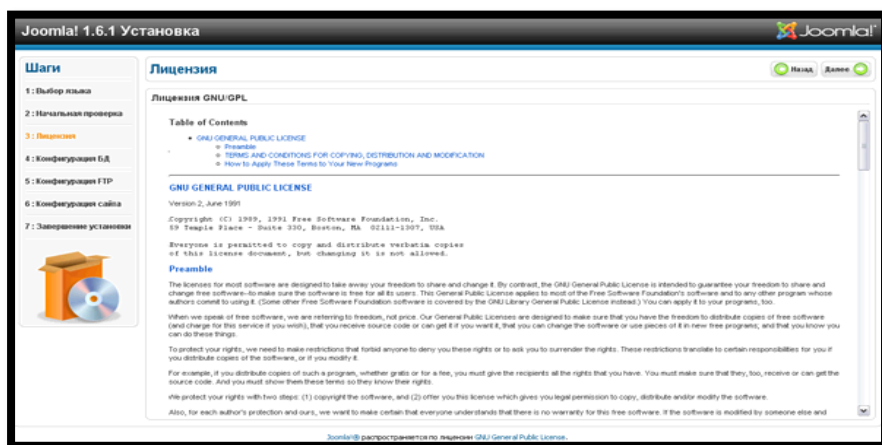 Joomla! 1.6.1 Установка
Joomla!
Шаги
1 : Выбор языка
2 : Начальная проверка
3 : Лицензия
4 : Конфигурация БД
5 : Конфигурация FTP
6 : Конфигурация сайта
7 : Завершение установки
Лицензия
Назад Далее
Лицензия GNU/GPL
Table of Contents
GNU GENERAL PUBLIC LICENSE
Preamble
TERMS AND CONDITIONS FOR COPYING, DISTRIBUTION AND MODIFICATION
How to Apply These Terms to Your New Programs
GNU GENERAL PUBLIC LICENSE
Version 2, June 1991
Copyright (C) 1989, 1991 Free Software Foundation, Inc.
59 Temple Place - Suite 330, Boston, MA 02111-1307, USA
Everyone is permitted to copy and distribute verbatim copies
of this license document, but changing it is not allowed.
Preamble
The licenses for most software are designed to take away your freedom to share and change it. By contrast, the GNU General Public License is intended to guarantee your freedom to share and
change free software--to make sure the software is free for all its users. This General Public License applies to most of the Free Software Foundation's software and to any other program whose
authors commit to using it. (Some other Free Software Foundation software is covered by the GNU Library General Public License instead.) You can apply it to your programs, too.
When we speak of free software, we are referring to freedom, not price. Our General Public Licenses are designed to make sure that you have the freedom to distribute copies of free software
(and charge for this service if you wish), that you receive source code or can get it if you want it, that you can change the software or use pieces of it in new free programs; and that you know you
can do these things.
To protect your rights, we need to make restrictions that forbid anyone to deny you these rights or to ask you to surrender the rights. These restrictions translate to certain responsibilities for you if
you distribute copies of the software, or if you modify it.
For example, if you distribute copies of such a program, whether gratis or for a fee, you must give the recipients all the rights that you have. You must make sure that they, too, receive or can get the
source code. And you must show them these terms so they know their rights.
We protect your rights with two steps: (1) copyright the software, and (2) offer you this license which gives you legal permission to copy, distribute and/or modify the software.
Also, for each author's protection and ours, we want to make certain that everyone understands that there is no warranty for this free software. If the software is modified by someone else and
Joomla!® распространяется по лицензии GNU General Public License.